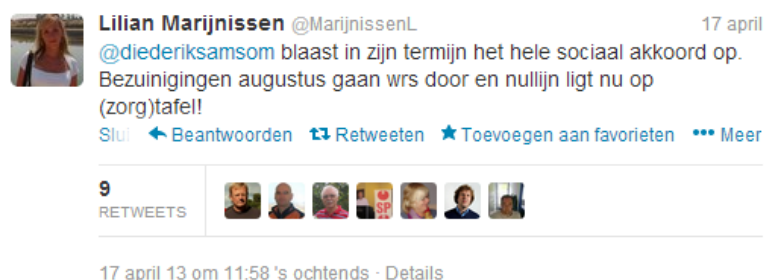 Lilian Marijnissen @MarijnissenL 17 april
@diederiksamsom blaast in zijn termijn het hele sociaal akkoord op.
Bezuinigingen augustus gaan wrs door en nullijn ligt nu op
(zorg)tafel!
Slui Beantwoorden Retweeten Toevoegen aan favorieten Meer
9
RETWEETS
SP
17 april 13 om 11:58 's ochtends · Details